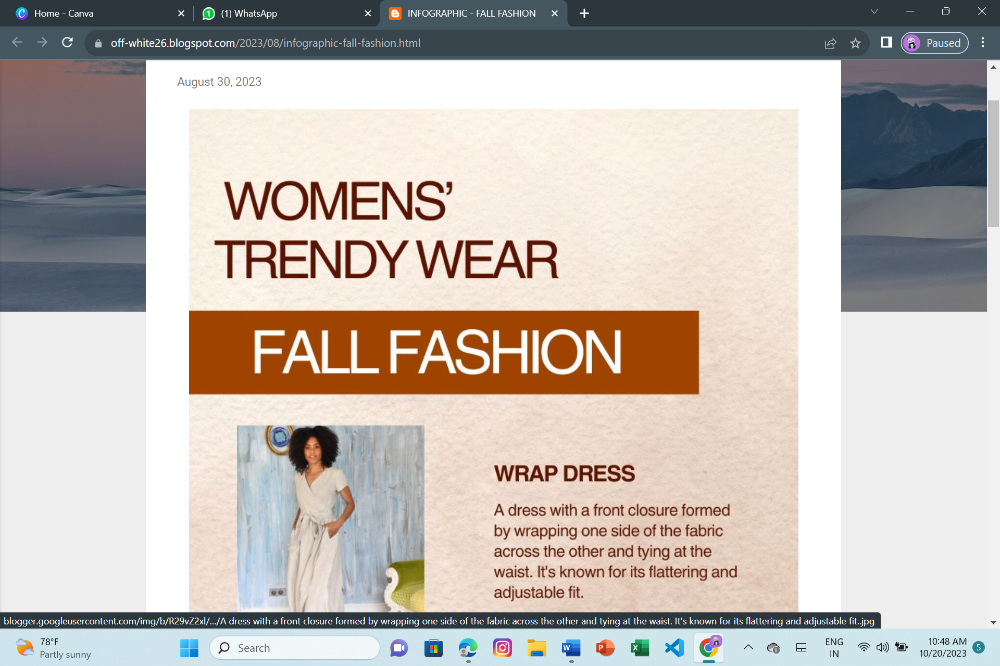 Home - Canva
(1) WhatsApp
INFOGRAPHIC - FALL FASHION
off-white26.blogspot.com/2023/08/infographic-fall-fashion.html
Paused
August 30, 2023
WOMENS’
TRENDY WEAR
FALL FASHION
WRAP DRESS
A dress with a front closure formed
by wrapping one side of the fabric
across the other and tying at the
waist. It's known for its flattering and
adjustable fit.
blogger.googleusercontent.com/img/b/R29vZ2xl/.../A dress with a front closure formed by wrapping one side of the fabric across the other and tying at the waist. It's known for its flattering and adjustable fit..jpg
78°F
Partly sunny
Search
ENG
IN
10:48 AM
10/20/2023
5